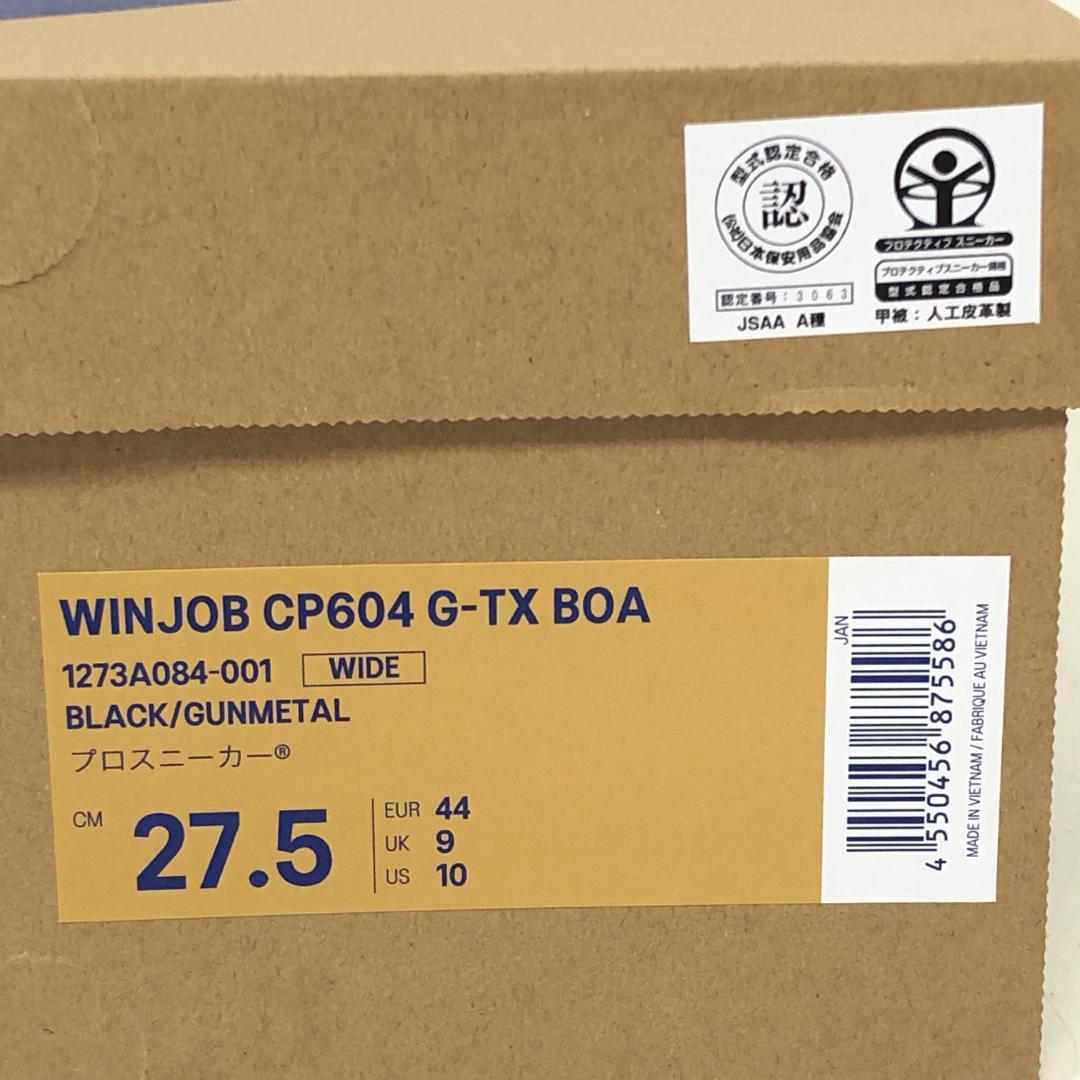 型式認定合格
認
(公社)日本保安用品協会
認定番号:3063
JSAA A種
プロテクティブ スニーカー
プロテクティブスニーカー規格
型式認定合格品
甲被:人工皮革製
WINJOB CP604 G-TX BOA
1273A084-001 WIDE
BLACK/GUNMETAL
プロスニーカー®
CM 27.5
EUR 44
UK 9
US 10
JAN
4 550456 875586
MADE IN VIETNAM / FABRIQUE AU VIETNAM